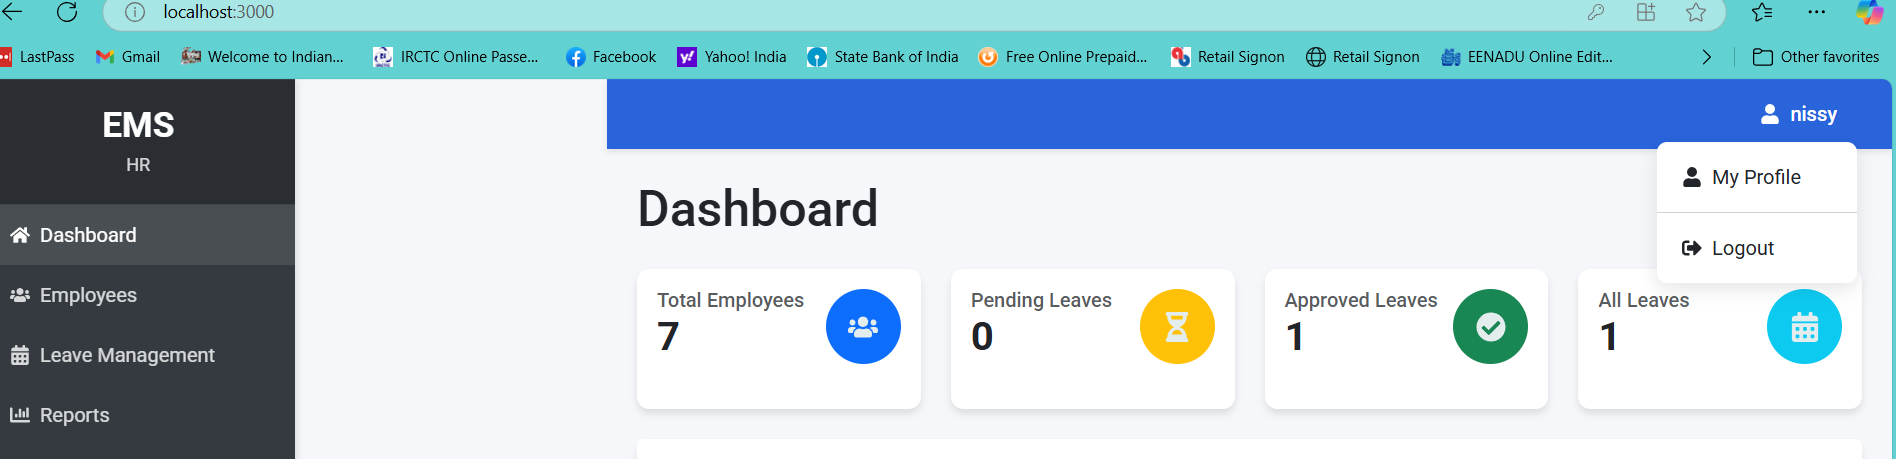 localhost:3000
LastPass Gmail Welcome to Indian... IRCTC Online Passe... Facebook Yahoo! India State Bank of India Free Online Prepaid... Retail Signon Retail Signon EENADU Online Edit... Other favorites
EMS
HR
nissy
My Profile
Logout
Dashboard
Employees
Leave Management
Reports
Dashboard
Total Employees
7
Pending Leaves
0
Approved Leaves
1
All Leaves
1